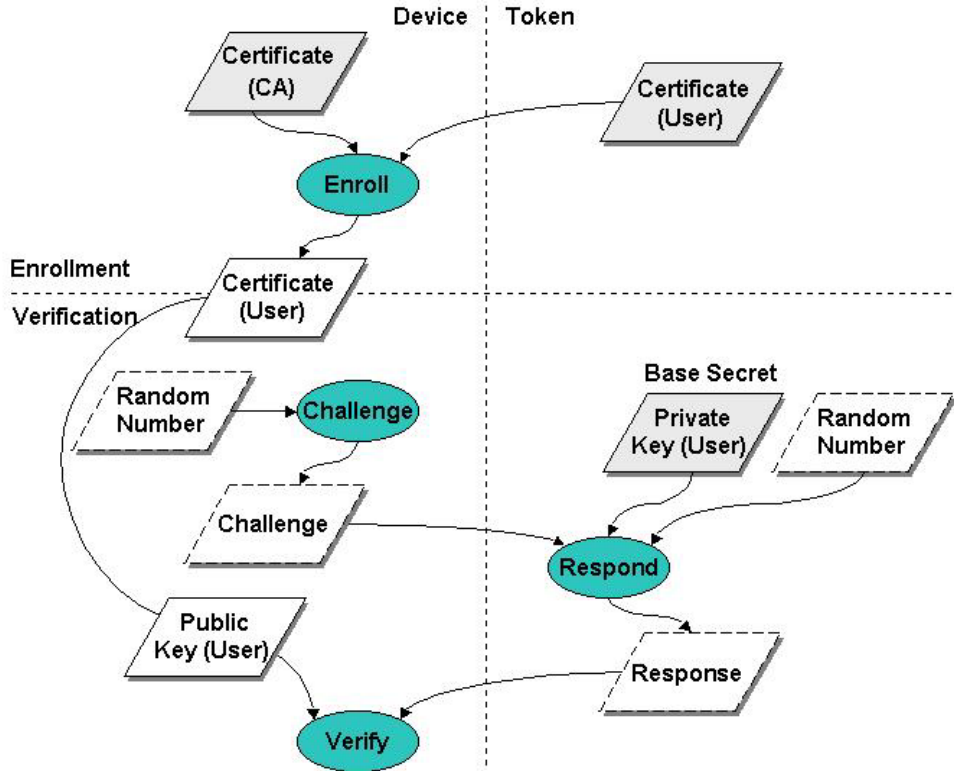 Device
Token
Certificate
(CA)
Certificate
(User)
Enroll
Enrollment
Certificate
(User)
Verification
Random
Number
Challenge
Base Secret
Private
Key (User)
Random
Number
Challenge
Respond
Public
Key (User)
Response
Verify